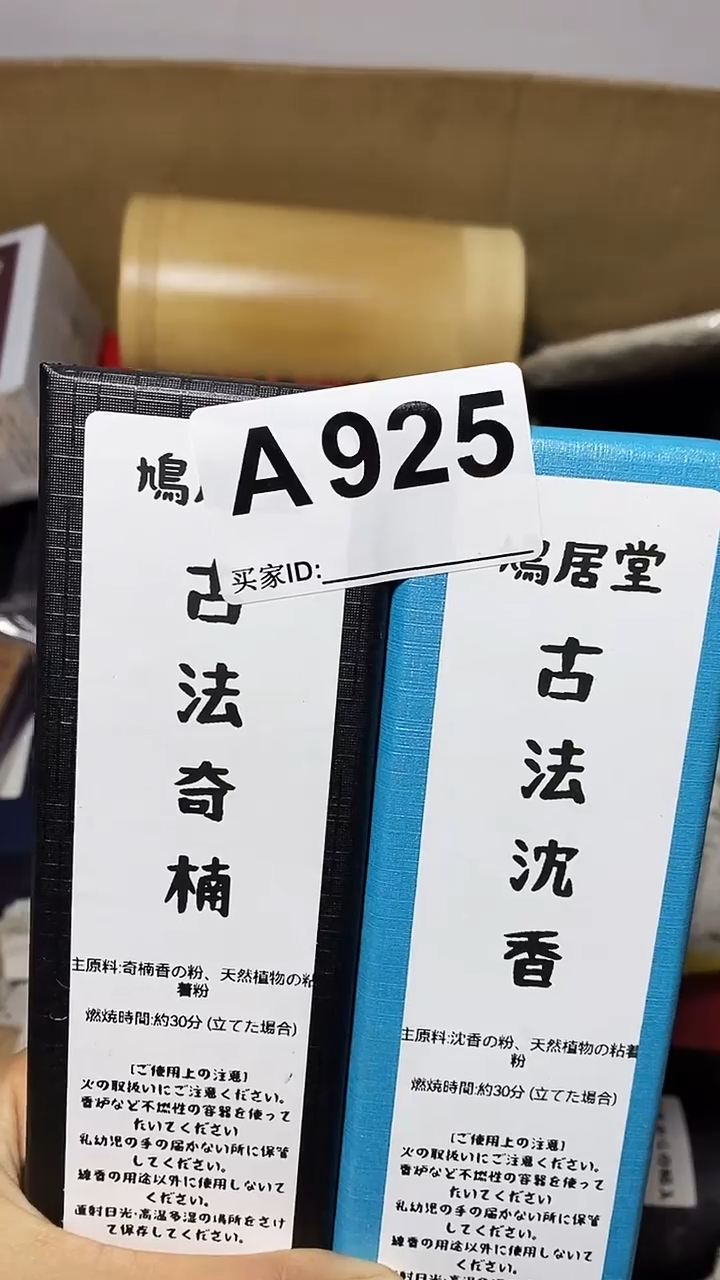 A925
买家ID:
鳩
古
法
奇
楠
主原料:奇楠香の粉、天然植物の粘
着粉
燃焼時間:約30分 (立てた場合)
[ご使用上の注意]
火の取扱いにご注意ください。
香炉など不燃性の容器を使って
たいてください
乳幼児の手の届かない所に保管
してください。
線香の用途以外に使用しないで
ください。
直射日光·高温多湿の場所をさけ
て保存してください。
鳩居堂
古
法
沈
香
主原料:沈香の粉、天然植物の粘着
粉
燃焼時間:約30分 (立てた場合)
[ご使用上の注意]
火の取扱いにご注意ください。
香炉など不燃性の容器を使って
たいてください
乳幼児の手の届かない所に保管
してください。
線香の用途以外に使用しないで
ください。